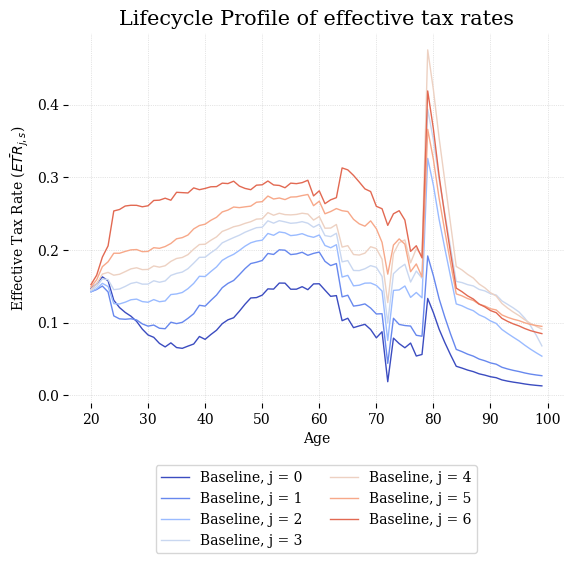 Lifecycle Profile of effective tax rates
Effective Tax Rate ($\bar{ETR}_{j,s}$)
0.4
0.3
0.2
0.1
0.0
20 30 40 50 60 70 80 90 100
Age
Baseline, j = 0
Baseline, j = 1
Baseline, j = 2
Baseline, j = 3
Baseline, j = 4
Baseline, j = 5
Baseline, j = 6